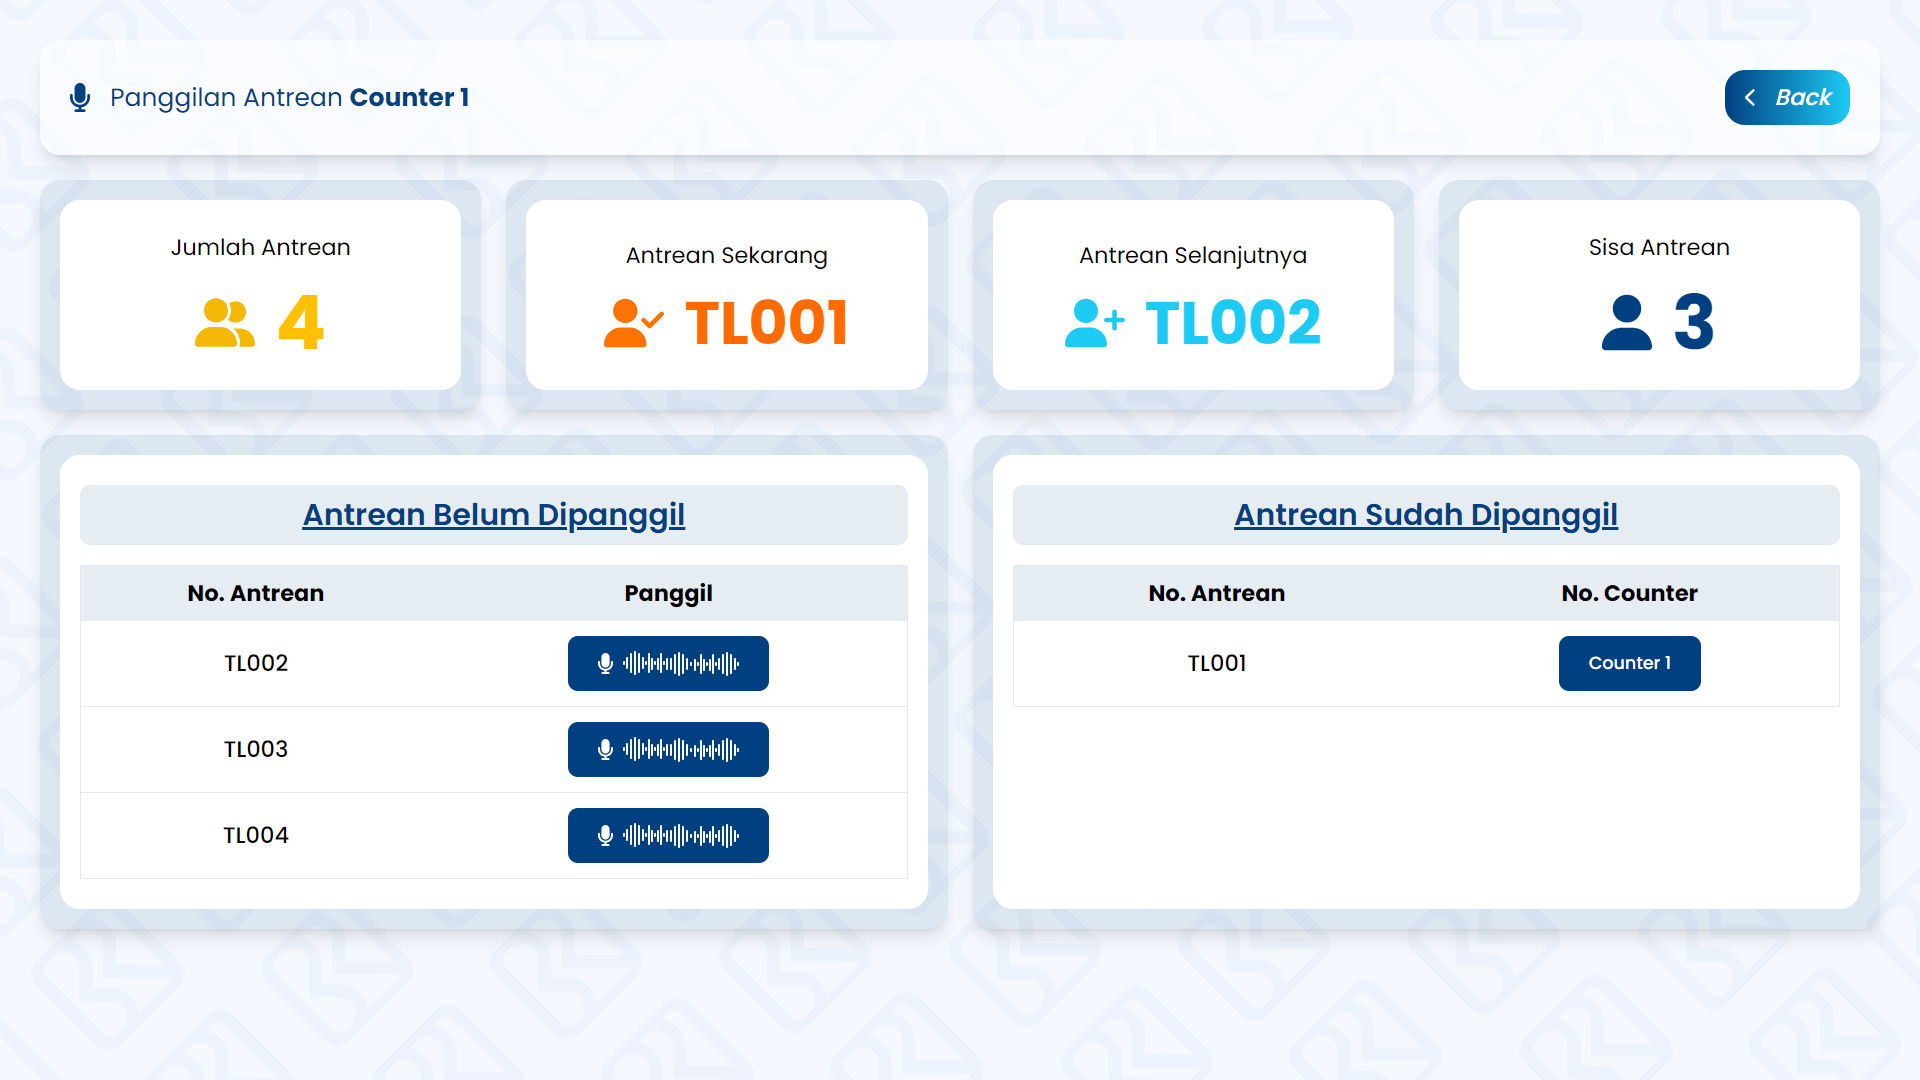 Panggilan Antrean Counter 1
Back
Jumlah Antrean
4
Antrean Sekarang
TL001
Antrean Selanjutnya
TL002
Sisa Antrean
3
Antrean Belum Dipanggil
No. Antrean Panggil
TL002
TL003
TL004
Antrean Sudah Dipanggil
No. Antrean No. Counter
TL001 Counter 1